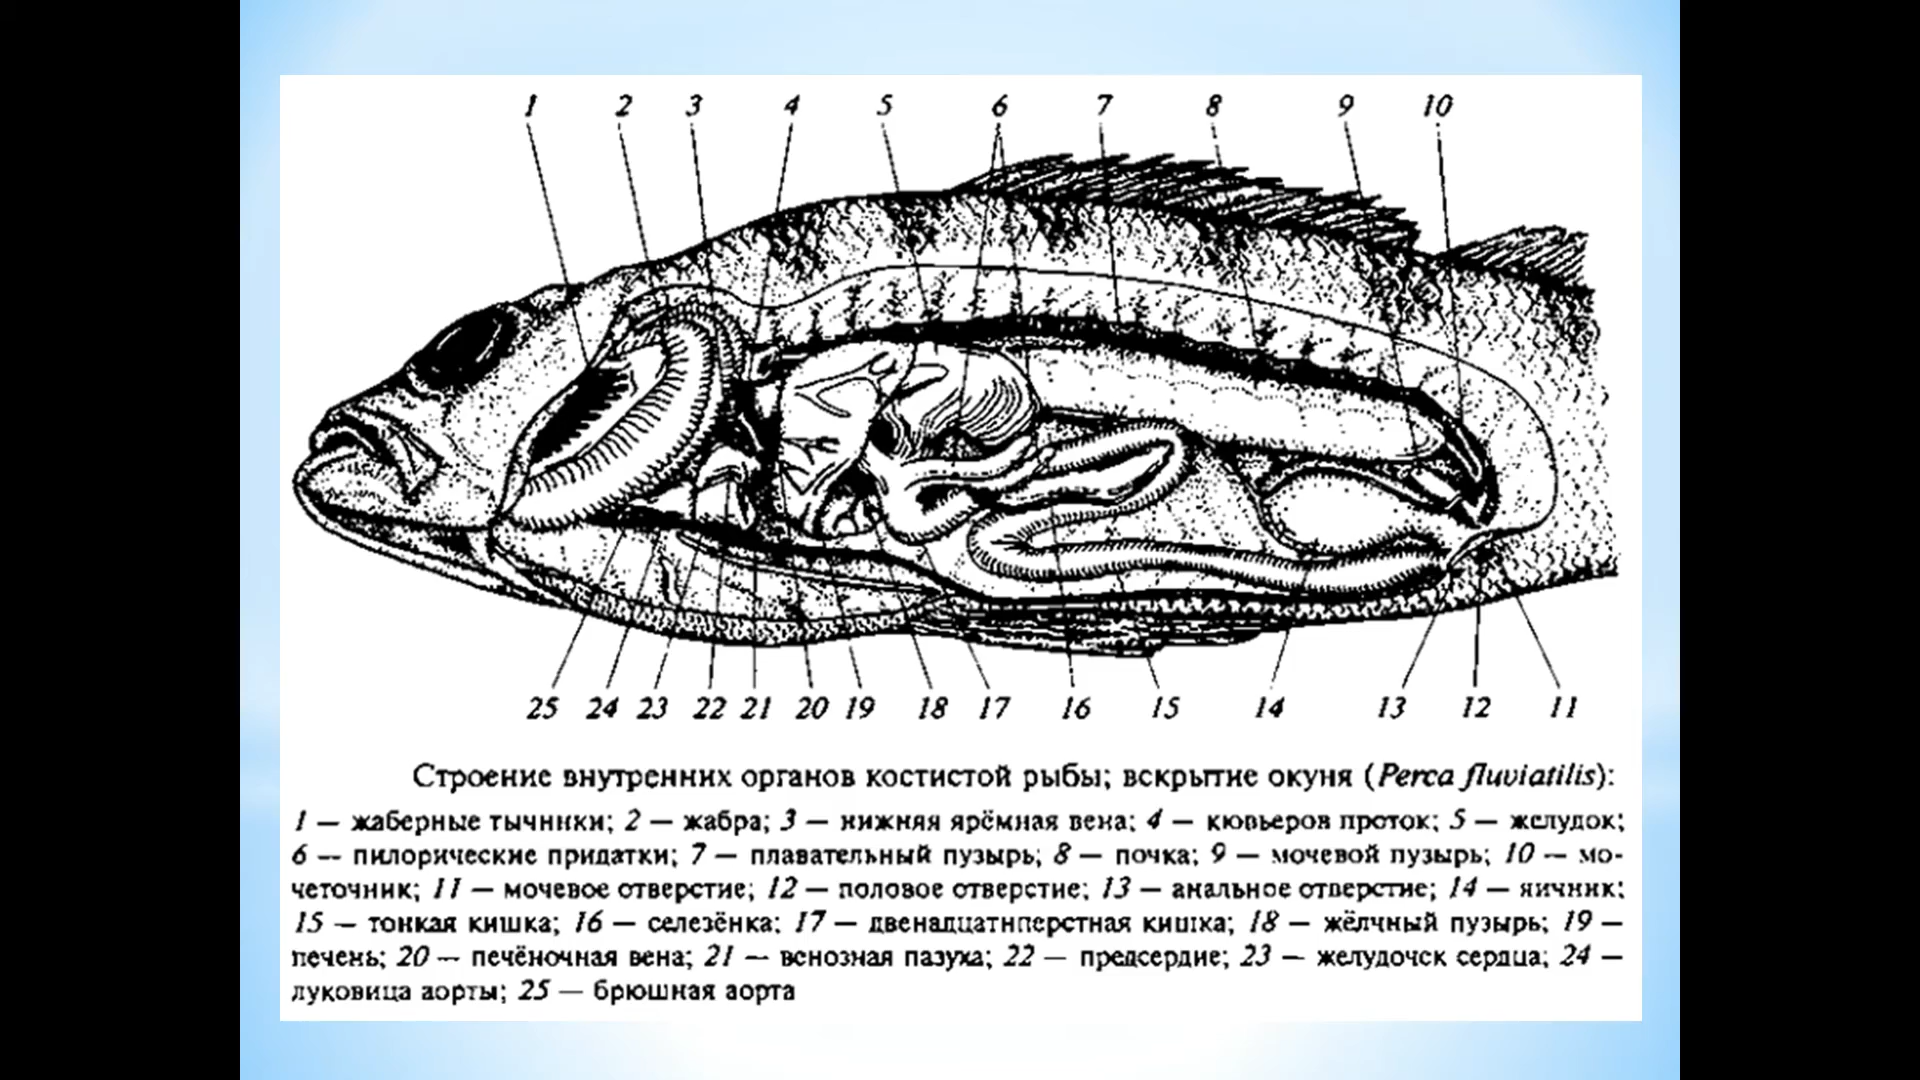 1 2 3 4 5 6 7 8 9 10
25 24 23 22 21 20 19 18 17 16 15 14 13 12 11
Строение внутренних органов костистой рыбы; вскрытие окуня (Perca fluviatilis):
1 — жаберные тычинки; 2 — жабра; 3 — нижняя ярёмная вена; 4 — кювьеров проток; 5 — желудок;
6 — пилорические придатки; 7 — плавательный пузырь; 8 — почка; 9 — мочевой пузырь; 10 — мо-
четочник; 11 — мочевое отверстие; 12 — половое отверстие; 13 — анальное отверстие; 14 — яичник;
15 — тонкая кишка; 16 — селезёнка; 17 — двенадцатиперстная кишка; 18 — жёлчный пузырь; 19 —
печень; 20 — печёночная вена; 21 — венозная пазуха; 22 — предсердие; 23 — желудочек сердца; 24 —
луковица аорты; 25 — брюшная аорта